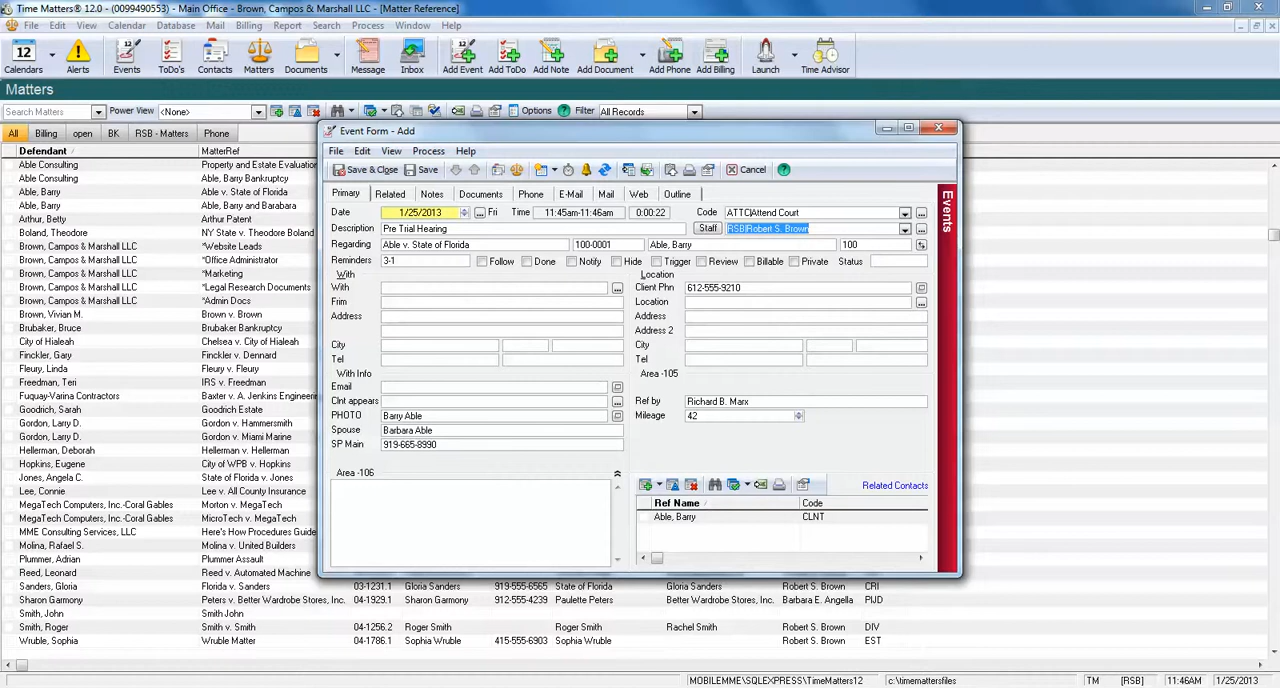 Time Matters® 12.0 - (0099490553) - Main Office - Brown, Campos & Marshall LLC - [Matter Reference]
File Edit View Calendar Database Mail Billing Report Search Process Window Help
12
Calendars Alerts Events ToDo's Contacts Matters Documents Message Inbox Add Event Add ToDo Add Note Add Document Add Phone Add Billing Launch Time Advisor
Matters
Search Matters Power View <None> Options Filter All Records
All Billing open BK RSB - Matters Phone
Defendant MatterRef
Able Consulting Property and Estate Evaluation
Able Consulting Able, Barry Bankruptcy
Able, Barry Able v. State of Florida
Able, Barry Able, Barry and Barbara
Arthur, Betty Arthur Patent
Boland, Theodore NY State v. Boland, Theodore
Brown, Campos & Marshall LLC *Website Leads
Brown, Campos & Marshall LLC *Office Administrator
Brown, Campos & Marshall LLC *Marketing
Brown, Campos & Marshall LLC *Legal Research Documents
Brown, Campos & Marshall LLC *Admin Docs
Brown, Vivian M. Brown v. Brown
Brubaker, Bruce Brubaker Bankruptcy
City of Hialeah Chelsea v. City of Hialeah
Finckler, Gary Finckler v. Dennard
Fleury, Linda Fleury v. Fleury
Freedman, Teri IRS v. Freedman, Teri
Fuquay-Varina Contractors Baxter v. A. Jenkins Engineering
Goodrich, Sarah Goodrich Estate
Gordon, Larry D. Gordon v. Hammersmith
Gordon, Larry D. Gordon v. Miami Marine
Hellerman, Deborah Hellerman v. Hellerman
Hopkins, Eugene City of WPB v. Hopkins
Jones, Angela C. State of Florida v. Jones
Lee, Connie Lee v. All County Insurance
MegaTech Computers, Inc.-Coral Gables Morton v. MegaTech
MegaTech Computers, Inc.-Coral Gables MicroTech v. MegaTech
MME Consulting Services, LLC Here's How Procedures Guide
Molina, Rafael S. Molina v. United Builders
Plummer, Adrian Plummer Assault
Reed, Leonard Reed v. Automated Machine
Sanders, Gloria Florida v. Sanders 03-1231.1 Gloria Sanders 919-555-6565 State of Florida Gloria Sanders Robert S. Brown CRI
Sharon Garmony Peters v. Better Wardrobe Stores, Inc. 04-1929.1 Sharon Garmony 912-555-4239 Paulette Peters Better Wardrobe Stores, Inc. Barbara E. Angella PIJD
Smith John Smith John
Smith, Roger Smith v. Smith 04-1256.2 Roger Smith Roger Smith Rachel Smith Robert S. Brown DIV
Wruble, Sophia Wruble Matter 04-1786.1 Sophia Wruble 415-555-6903 Sophia Wruble Robert S. Brown EST
Event Form - Add
File Edit View Process Help
Save & Close Save Cancel
Primary Related Notes Documents Phone E-Mail Mail Web Outline
Date 1/25/2013 Fri Time 11:45am-11:46am 0:00:22 Code ATTC|Attend Court
Description Pre Trial Hearing Staff RSB|Robert S. Brown
Regarding Able v. State of Florida 100-0001 Able, Barry 100
Reminders 3-1 Follow Done Notify Hide Trigger Review Billable Private Status
With Location
With Client Phn 612-555-9210
Frim Location
Address Address
Address 2
City City
Tel Tel
With Info Area -105
Email
Clnt appears Ref by Richard B. Marx
PHOTO Barry Able Mileage 42
Spouse Barbara Able
SP Main 919-665-8990
Area -106
Related Contacts
Ref Name Code
Able, Barry CLNT
Events
MOBILEMME\SQLEXPRESS\TimeMatters12 c:\timemattersfiles TM [RSB] 11:46AM 1/25/2013